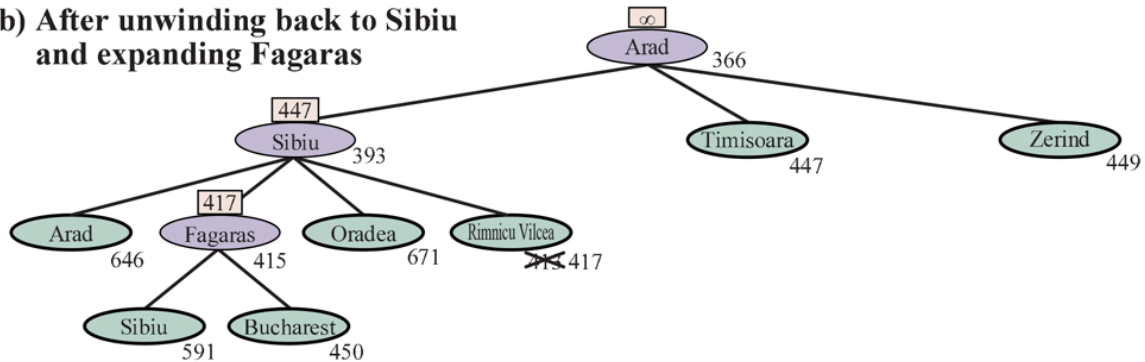 b) After unwinding back to Sibiu
and expanding Fagaras
∞
Arad
366
447
Sibiu
393
Timisoara
447
Zerind
449
Arad
646
417
Fagaras
415
Oradea
671
Rimnicu Vilcea
413 417
Sibiu
591
Bucharest
450